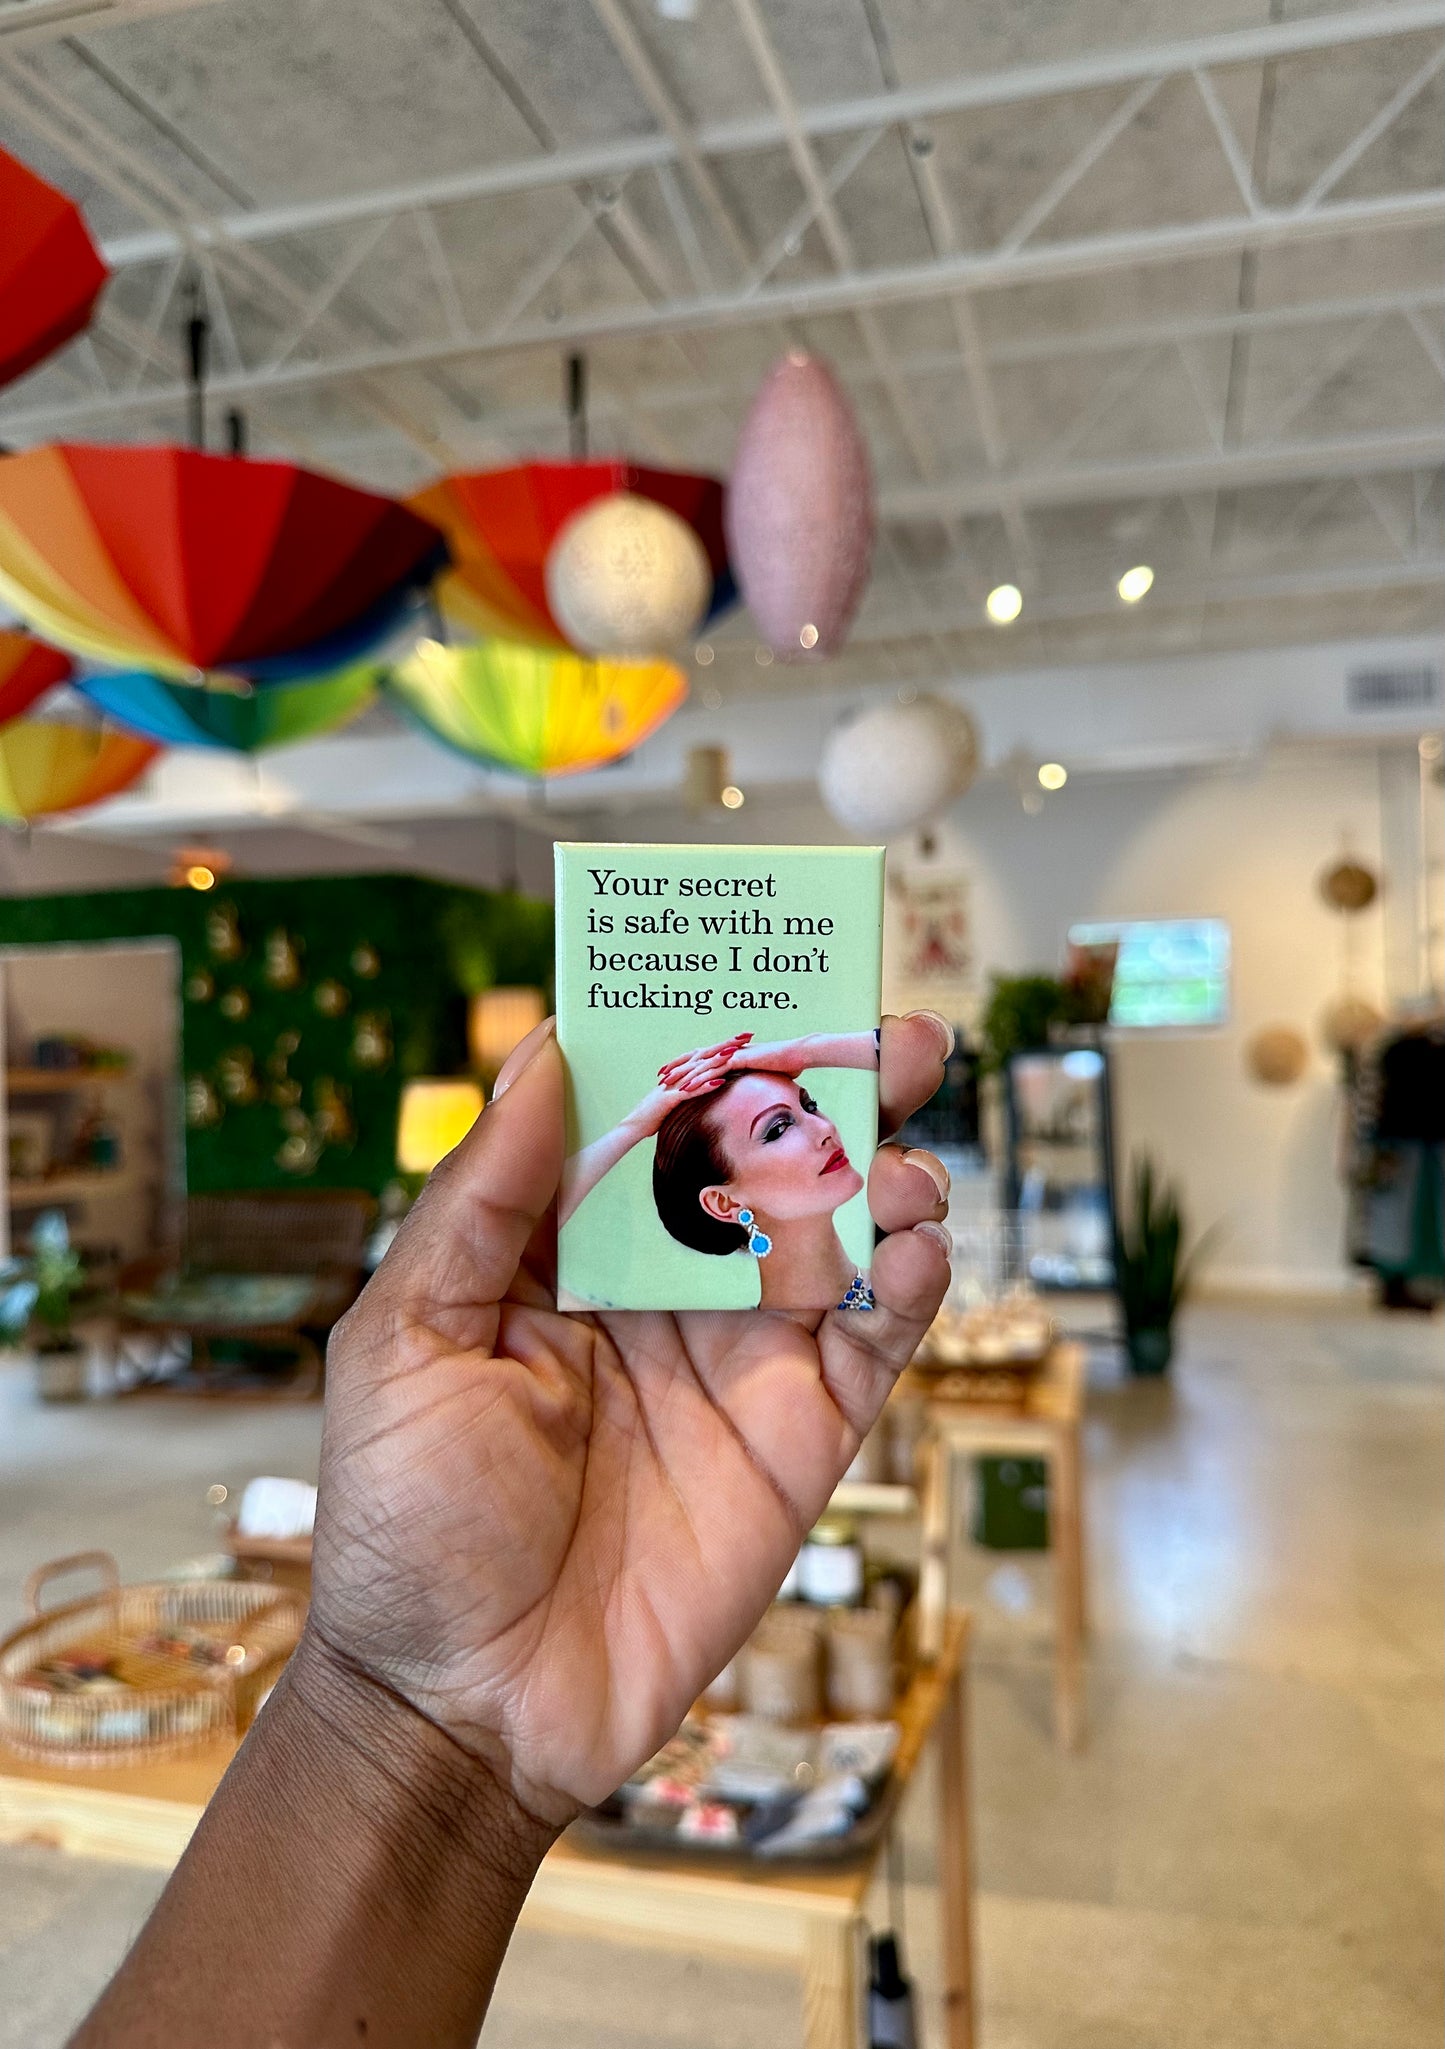 Your secret
is safe with me
because I don't
fucking care.